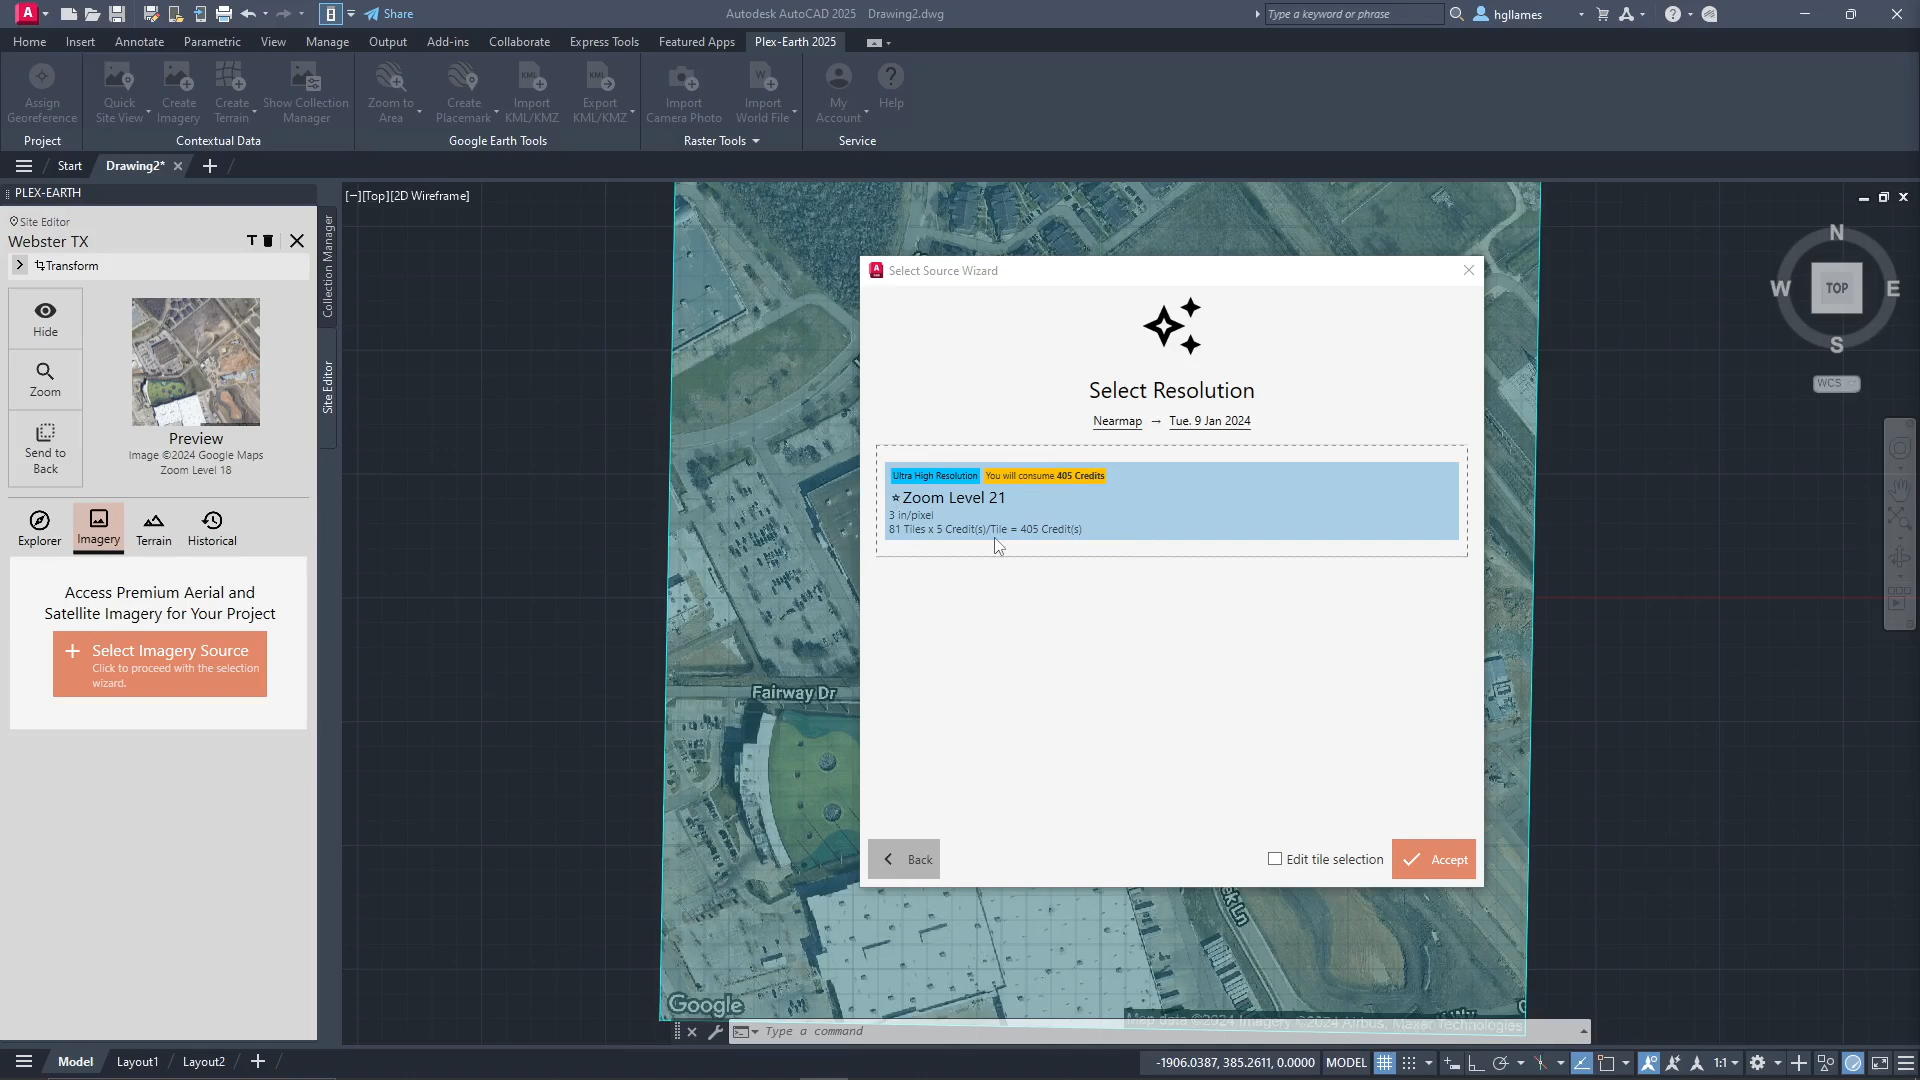 A
Share
Autodesk AutoCAD 2025 Drawing2.dwg
Type a keyword or phrase
hgllames
Home Insert Annotate Parametric View Manage Output Add-ins Collaborate Express Tools Featured Apps Plex-Earth 2025
Assign
Georeference
Quick
Site View
Create
Imagery
Create
Terrain
Show Collection
Manager
Zoom to
Area
Create
Placemark
Import
KML/KMZ
Export
KML/KMZ
Import
Camera Photo
Import
World File
My
Account
Help
Project
Contextual Data
Google Earth Tools
Raster Tools
Service
Start Drawing2*
PLEX-EARTH
Site Editor
Webster TX
Transform
Hide
Zoom
Send to
Back
Preview
Image ©2024 Google Maps
Zoom Level 18
Explorer Imagery Terrain Historical
Access Premium Aerial and
Satellite Imagery for Your Project
Select Imagery Source
Click to proceed with the selection
wizard.
Collection Manager
Site Editor
[−][Top][2D Wireframe]
Select Source Wizard
Select Resolution
Nearmap → Tue. 9 Jan 2024
Ultra High Resolution You will consume 405 Credits
Zoom Level 21
3 in/pixel
81 Tiles x 5 Credit(s)/Tile = 405 Credit(s)
Back
Edit tile selection
Accept
Fairway Dr
Google
Map data ©2024 Imagery ©2024 Airbus, Maxar Technologies
Type a command
N
W TOP E
S
WCS
Model Layout1 Layout2
-1906.0387, 385.2611, 0.0000 MODEL 1:1